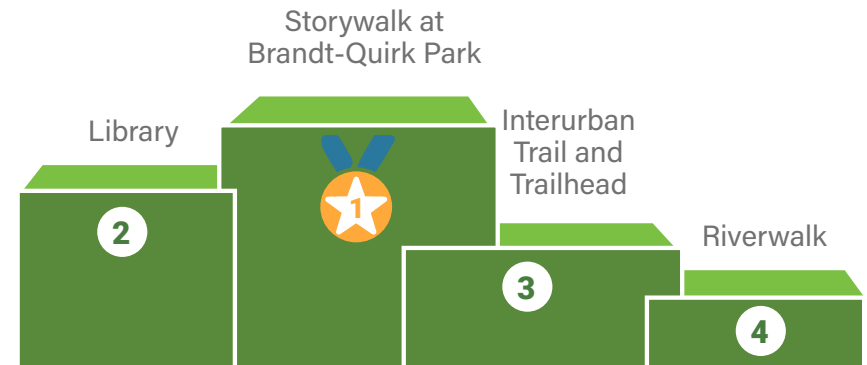 Storywalk at
Brandt-Quirk Park
Library
Interurban
Trail and
Trailhead
Riverwalk
1
2
3
4